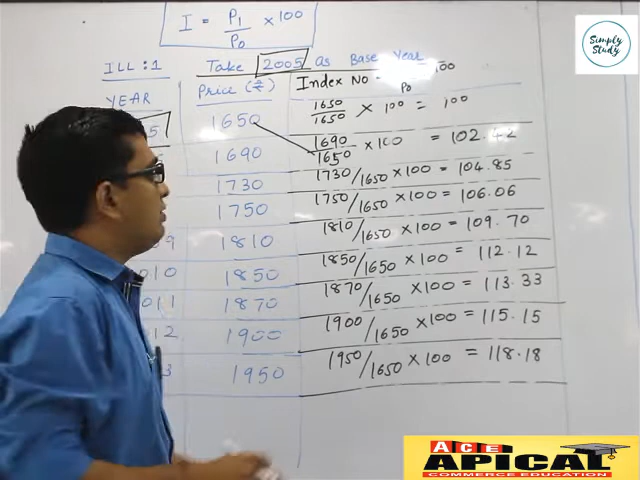 I = P1/P0 ×100
ILL:1 Take 2005 as Base Year
YEAR Price (₹) Index NO = P0 100
5 1650 1650/1650 × 100 = 100
1690 1690/1650 ×100 = 102.42
1730 1730/1650 ×100 = 104.85
1750 1750/1650 ×100 = 106.06
09 1810 1810/1650 ×100 = 109.70
010 1850 1850/1650 ×100 = 112.12
011 1870 1870/1650 ×100 = 113.33
12 1900 1900/1650 ×100 = 115.15
3 1950 1950/1650 ×100 = 118.18
Simply
Study
ACE
APICAL
COMMERCE EDUCATION